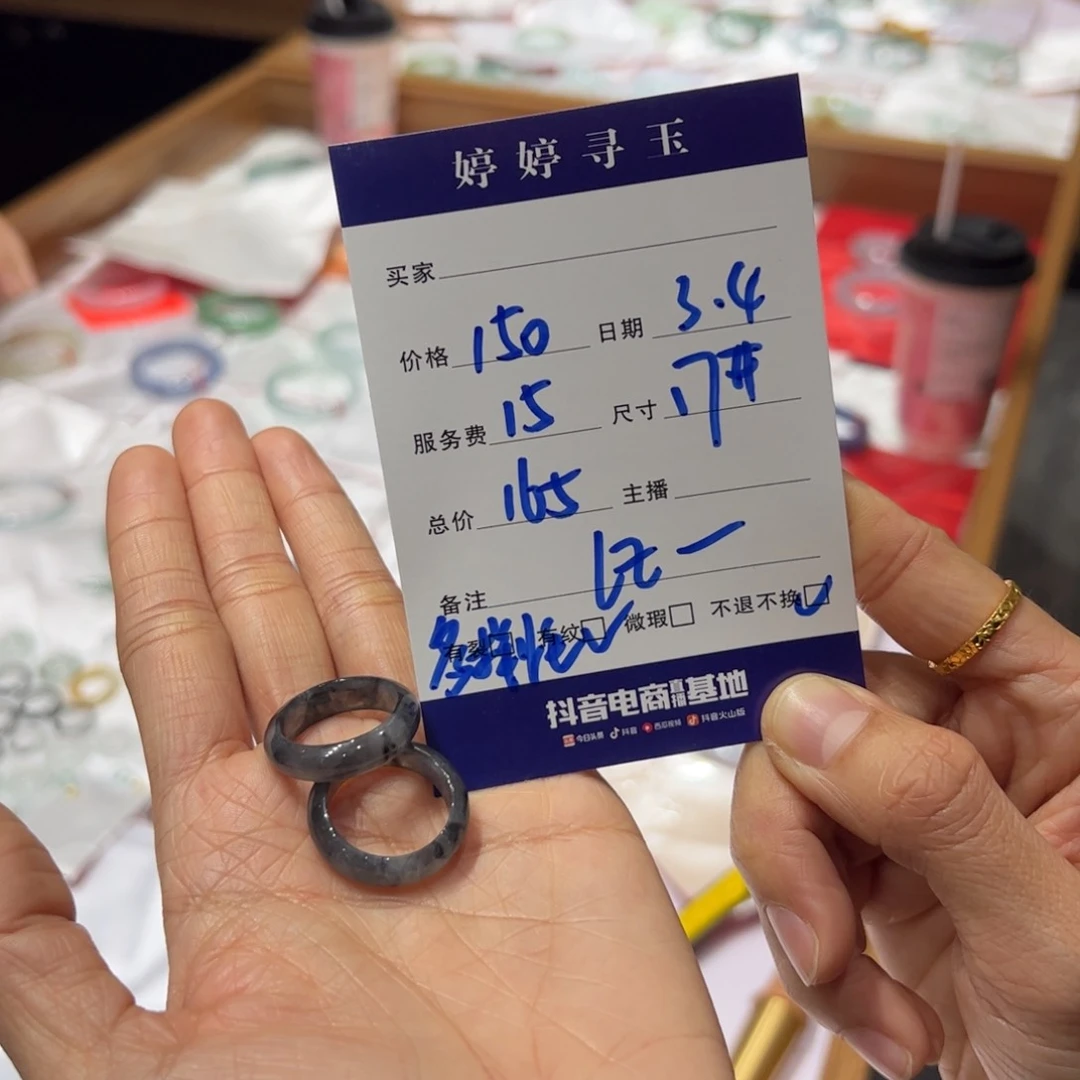 婷婷寻玉
买家
价格 150 日期 3.4
服务费 15 尺寸 17#
总价 165 主播
备注 1元一
有裂 有纹 微瑕 不退不换
抖音电商直播基地
今日头条 抖音 西瓜视频 抖音火山版